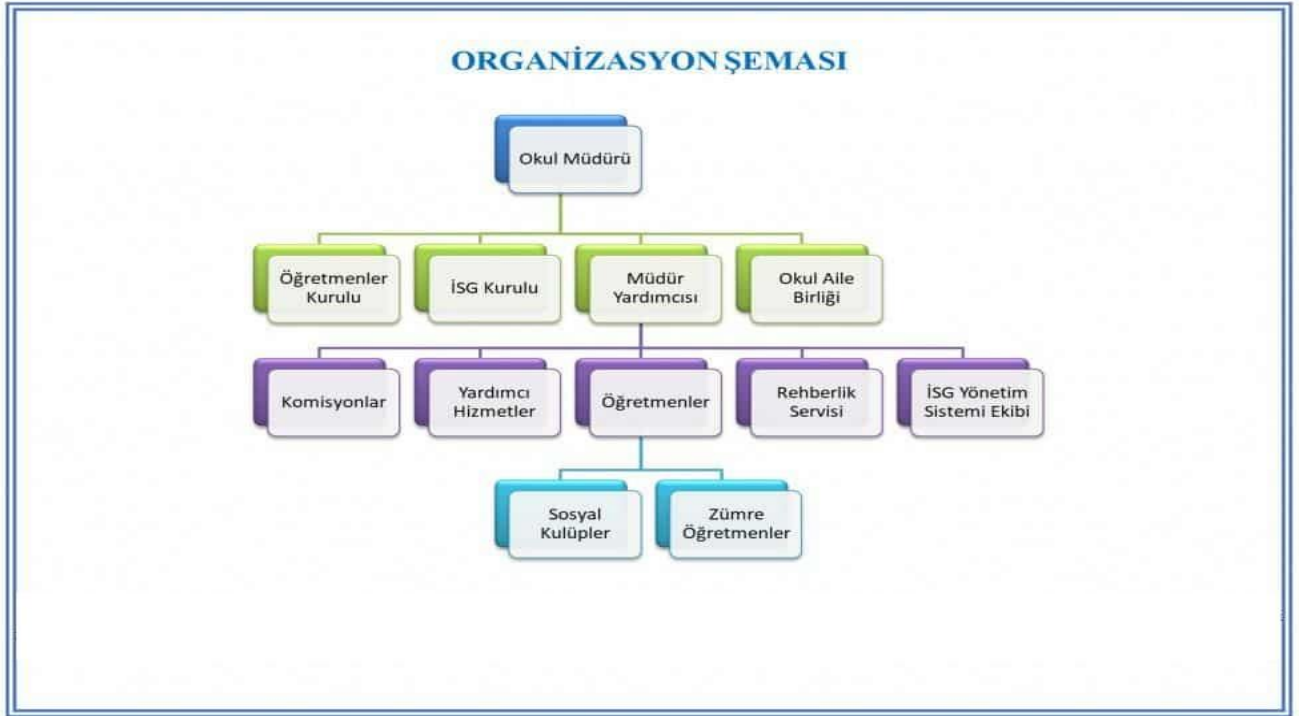 ORGANİZASYON ŞEMASI
Okul Müdürü
Öğretmenler
Kurulu
İSG Kurulu
Müdür
Yardımcısı
Okul Aile
Birliği
Komisyonlar
Yardımcı
Hizmetler
Öğretmenler
Rehberlik
Servisi
İSG Yönetim
Sistemi Ekibi
Sosyal
Kulüpler
Zümre
Öğretmenler